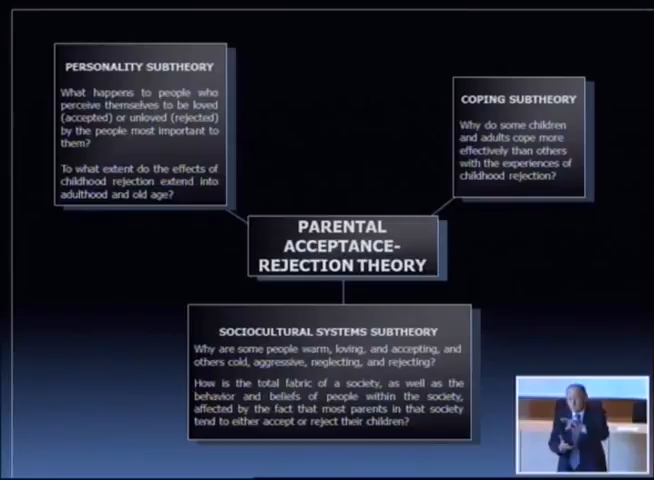 PERSONALITY SUBTHEORY
What happens to people who
perceive themselves to be loved
(accepted) or unloved (rejected)
by the people most important to
them?
To what extent do the effects of
childhood rejection extend into
adulthood and old age?
COPING SUBTHEORY
Why do some children
and adults cope more
effectively than others
with the experiences of
childhood rejection?
PARENTAL
ACCEPTANCE-
REJECTION THEORY
SOCIOCULTURAL SYSTEMS SUBTHEORY
Why are some people warm, loving, and accepting, and
others cold, aggressive, neglecting, and rejecting?
How is the total fabric of a society, as well as the
behavior and beliefs of people within the society,
affected by the fact that most parents in that society
tend to either accept or reject their children?